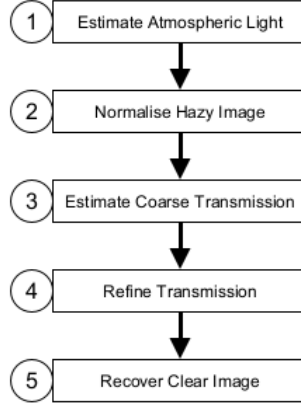 1 Estimate Atmospheric Light
2 Normalise Hazy Image
3 Estimate Coarse Transmission
4 Refine Transmission
5 Recover Clear Image